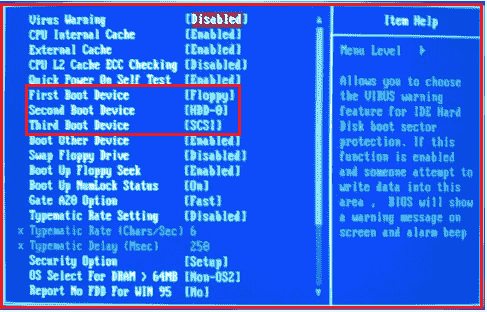 Virus Warning [Disabled]
CPU Internal Cache [Enabled]
External Cache [Enabled]
CPU L2 Cache ECC Checking [Enabled]
Quick Power On Self Test [Enabled]
First Boot Device [Floppy]
Second Boot Device [HDD-0]
Third Boot Device [SCSI]
Boot Other Device [Enabled]
Swap Floppy Drive [Disabled]
Boot Up Floppy Seek [Enabled]
Boot Up NumLock Status [On]
Gate A20 Option [Fast]
Typematic Rate Setting [Disabled]
x Typematic Rate (Chars/Sec) 6
x Typematic Delay (Msec) 250
Security Option [Setup]
OS Select For DRAM > 64MB [Non-OS2]
Report No FDD For WIN 95 [No]
Item Help
Menu Level ▶
Allows you to choose
the VIRUS warning
feature for IDE Hard
Disk boot sector
protection. If this
function is enabled
and someone attempt to
write data into this
area , BIOS will show
a warning message on
screen and alarm beep